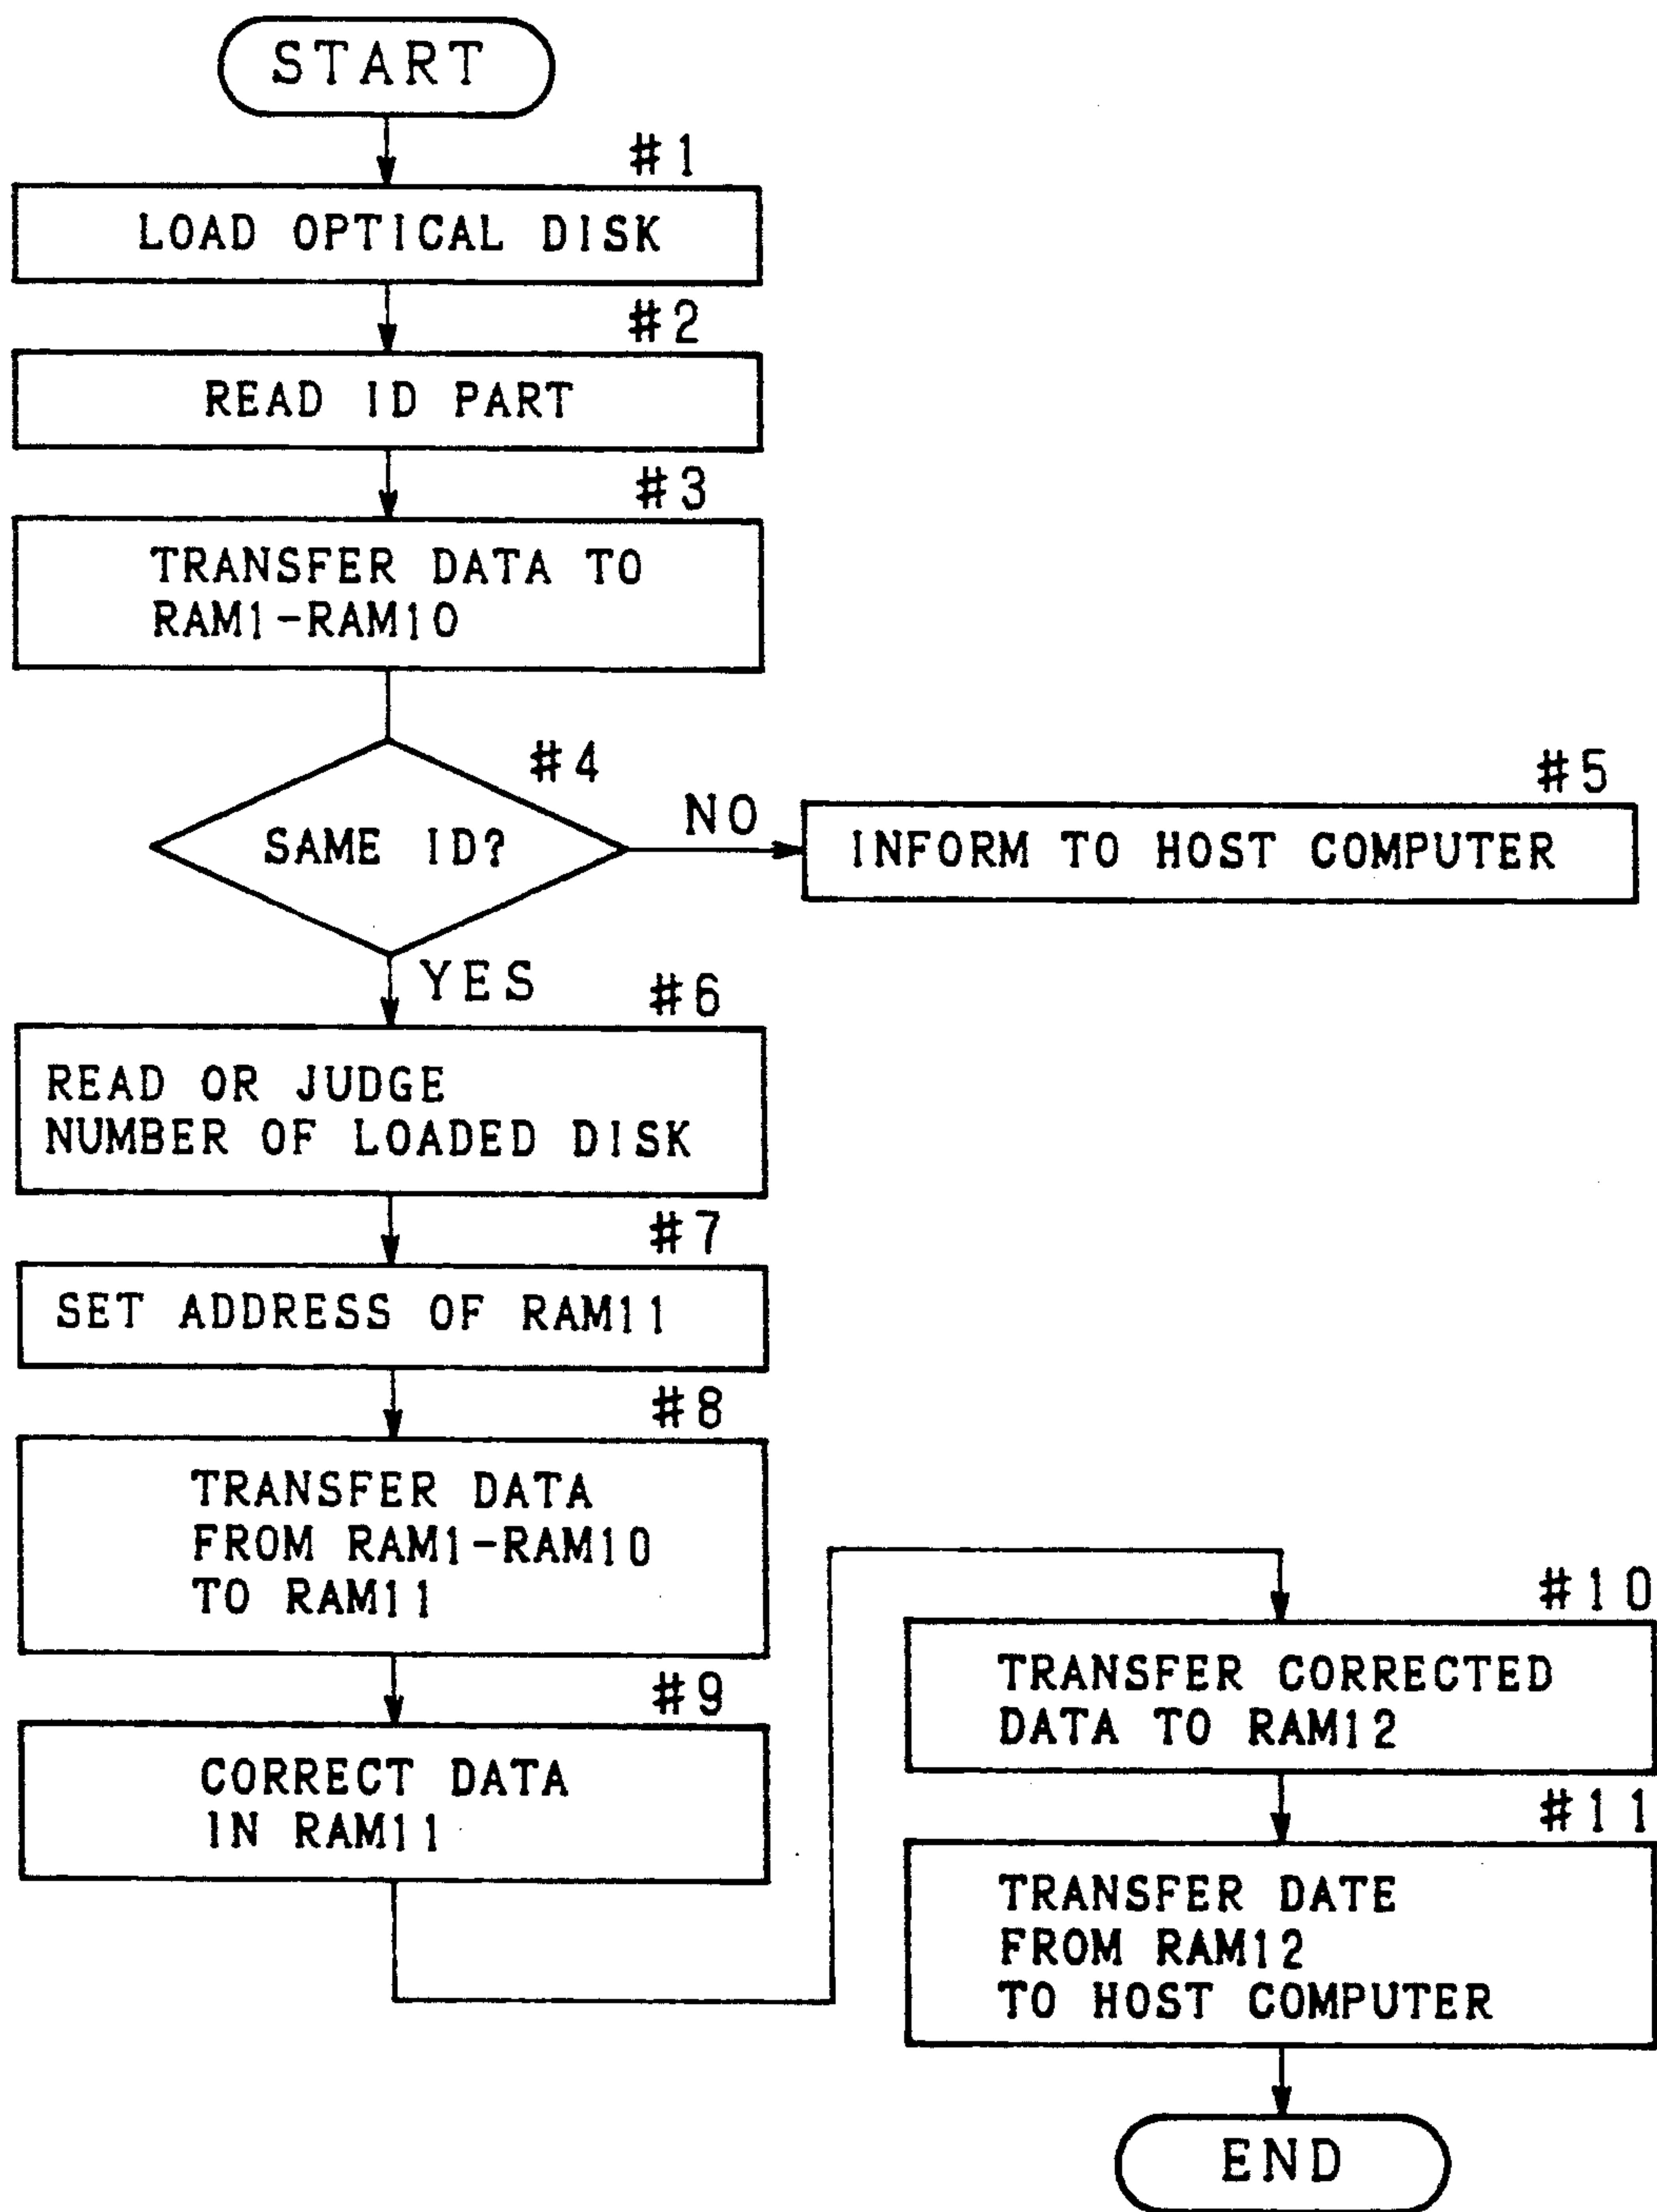 START
#1
LOAD OPTICAL DISK
#2
READ ID PART
#3
TRANSFER DATA TO
RAM1-RAM10
#4
SAME ID?
NO
#5
INFORM TO HOST COMPUTER
YES
#6
READ OR JUDGE
NUMBER OF LOADED DISK
#7
SET ADDRESS OF RAM11
#8
TRANSFER DATA
FROM RAM1-RAM10
TO RAM11
#9
CORRECT DATA
IN RAM11
#10
TRANSFER CORRECTED
DATA TO RAM12
#11
TRANSFER DATE
FROM RAM12
TO HOST COMPUTER
END